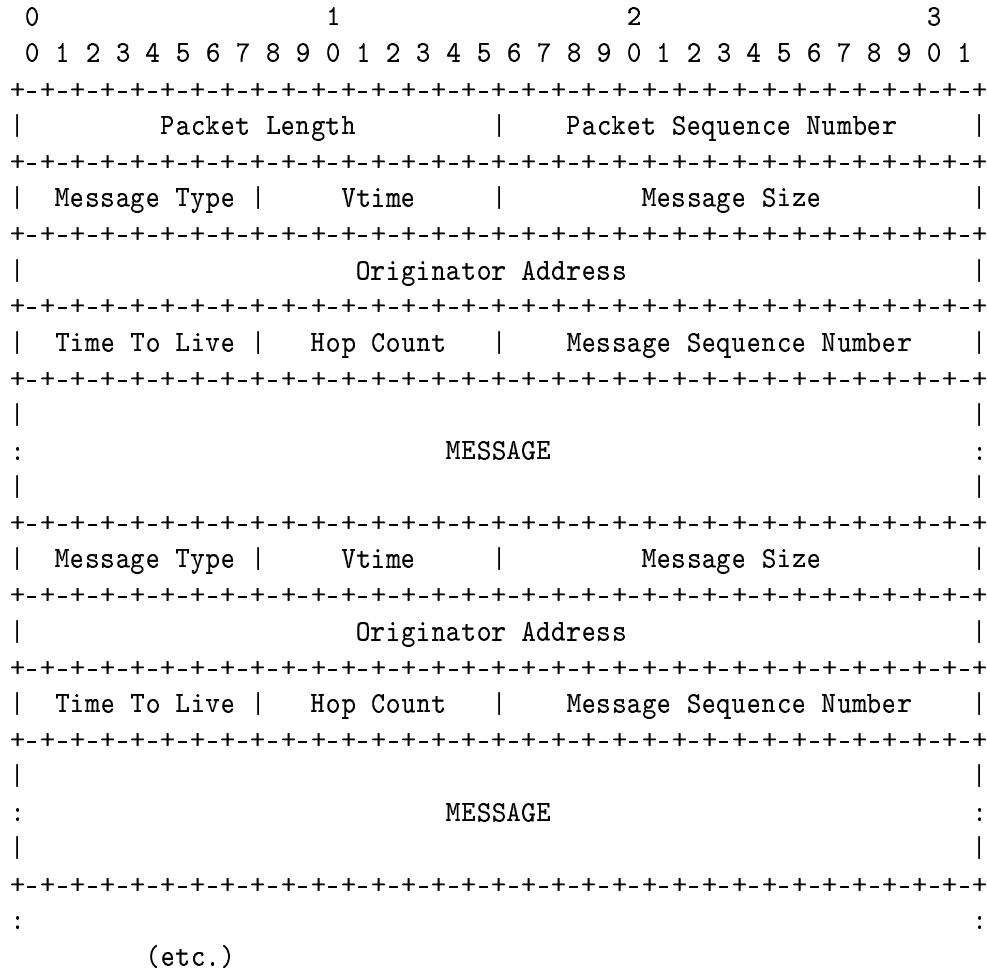 0                   1                   2                   3
 0 1 2 3 4 5 6 7 8 9 0 1 2 3 4 5 6 7 8 9 0 1 2 3 4 5 6 7 8 9 0 1
+-+-+-+-+-+-+-+-+-+-+-+-+-+-+-+-+-+-+-+-+-+-+-+-+-+-+-+-+-+-+-+-+
|         Packet Length         |    Packet Sequence Number     |
+-+-+-+-+-+-+-+-+-+-+-+-+-+-+-+-+-+-+-+-+-+-+-+-+-+-+-+-+-+-+-+-+
|  Message Type |     Vtime     |         Message Size          |
+-+-+-+-+-+-+-+-+-+-+-+-+-+-+-+-+-+-+-+-+-+-+-+-+-+-+-+-+-+-+-+-+
|                      Originator Address                       |
+-+-+-+-+-+-+-+-+-+-+-+-+-+-+-+-+-+-+-+-+-+-+-+-+-+-+-+-+-+-+-+-+
|  Time To Live |   Hop Count   |    Message Sequence Number    |
+-+-+-+-+-+-+-+-+-+-+-+-+-+-+-+-+-+-+-+-+-+-+-+-+-+-+-+-+-+-+-+-+
|                                                               |
:                            MESSAGE                            :
|                                                               |
+-+-+-+-+-+-+-+-+-+-+-+-+-+-+-+-+-+-+-+-+-+-+-+-+-+-+-+-+-+-+-+-+
|  Message Type |     Vtime     |         Message Size          |
+-+-+-+-+-+-+-+-+-+-+-+-+-+-+-+-+-+-+-+-+-+-+-+-+-+-+-+-+-+-+-+-+
|                      Originator Address                       |
+-+-+-+-+-+-+-+-+-+-+-+-+-+-+-+-+-+-+-+-+-+-+-+-+-+-+-+-+-+-+-+-+
|  Time To Live |   Hop Count   |    Message Sequence Number    |
+-+-+-+-+-+-+-+-+-+-+-+-+-+-+-+-+-+-+-+-+-+-+-+-+-+-+-+-+-+-+-+-+
|                                                               |
:                            MESSAGE                            :
|                                                               |
+-+-+-+-+-+-+-+-+-+-+-+-+-+-+-+-+-+-+-+-+-+-+-+-+-+-+-+-+-+-+-+-+
:                                                               :
         (etc.)